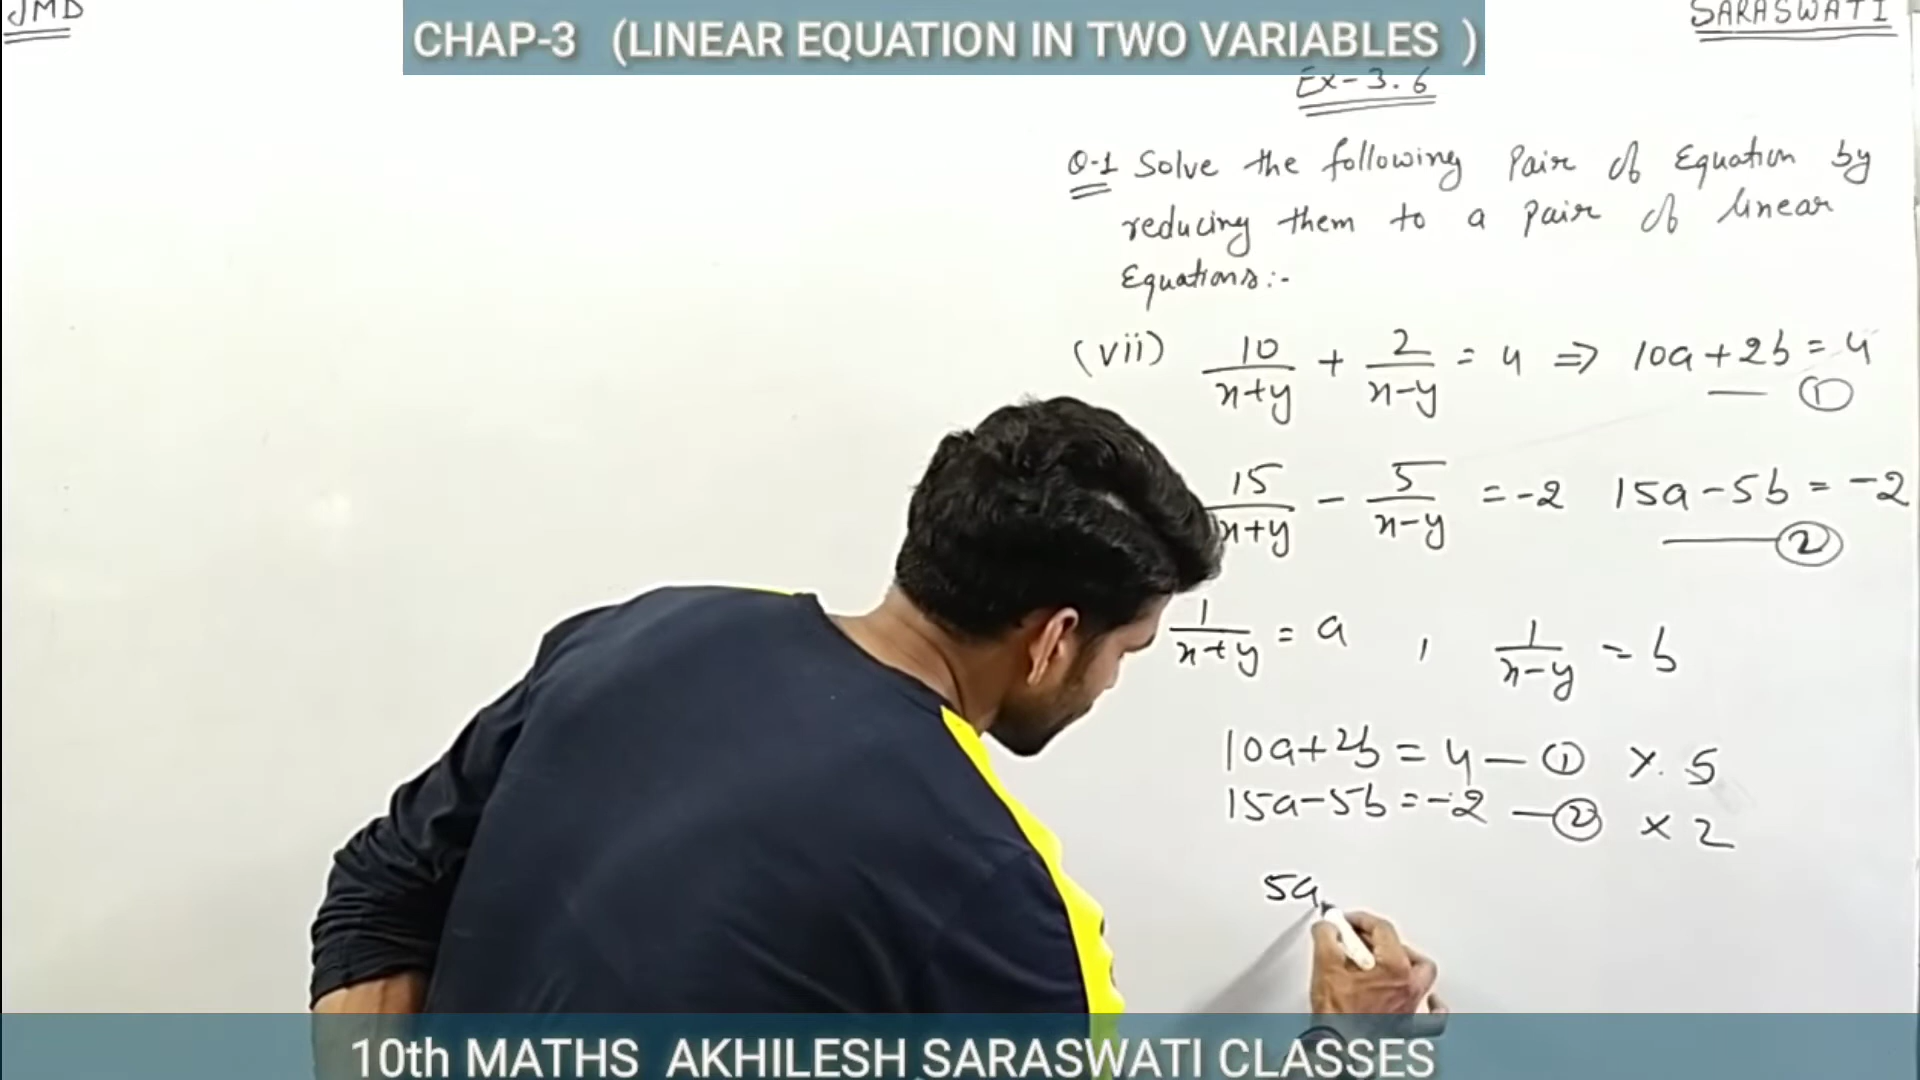 JMD
SARASWATI
CHAP-3 (LINEAR EQUATION IN TWO VARIABLES )
Ex-3.6
Q-1 Solve the following Pair of Equation by
reducing them to a pair of linear
Equations:-
(vii) 10/(x+y) + 2/(x-y) = 4 => 10a+2b=4
— ①
15/(x+y) - 5/(x-y) = -2 15a-5b=-2
— ②
1/(x+y) = a , 1/(x-y) = b
10a+2b=4 — ① × 5
15a-5b=-2 — ② × 2
5a
10th MATHS AKHILESH SARASWATI CLASSES